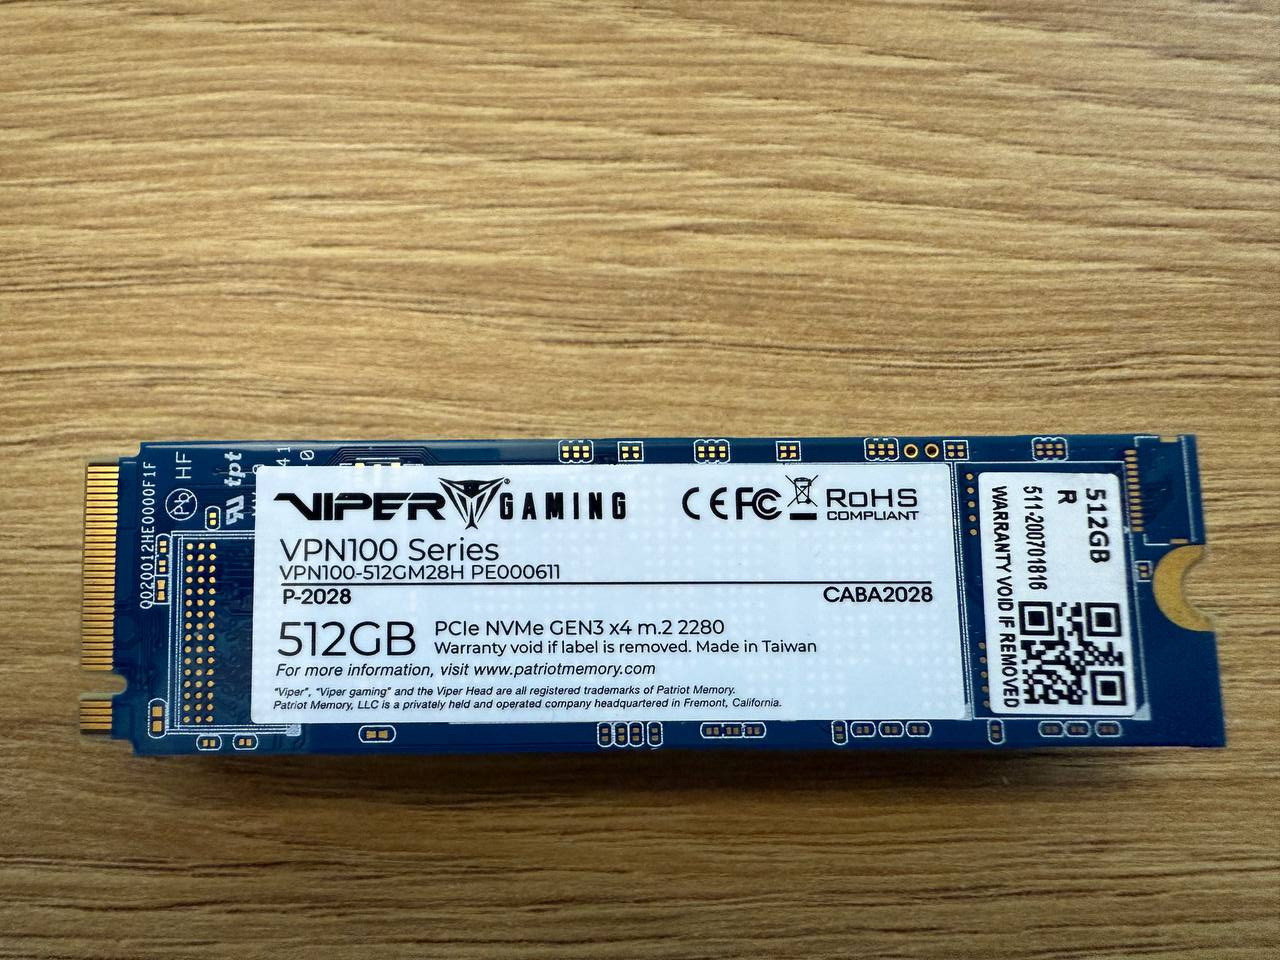 VIPER GAMING
CE FC RoHS
COMPLIANT
VPN100 Series
VPN100-512GM28H PE000611
P-2028 CABA2028
512GB PCIe NVMe GEN3 x4 m.2 2280
Warranty void if label is removed. Made in Taiwan
For more information, visit www.patriotmemory.com
"Viper", "Viper gaming" and the Viper Head are all registered trademarks of Patriot Memory.
Patriot Memory, LLC is a privately held and operated company headquartered in Fremont, California.
512GB
R
511-200701816
WARRANTY VOID IF REMOVED
Q020012HE0000F1F
Pb HF
tpt